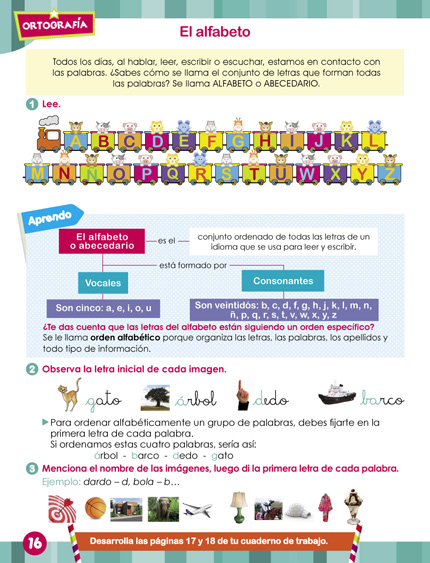 ORTOGRAFÍA
El alfabeto
Todos los días, al hablar, leer, escribir o escuchar, estamos en contacto con
las palabras. ¿Sabes cómo se llama el conjunto de letras que forman todas
las palabras? Se llama ALFABETO o ABECEDARIO.
1 Lee.
A B C D E F G H I J K L
M N Ñ O P Q R S T U V W X Y Z
Aprendo
El alfabeto
o abecedario
es el
conjunto ordenado de todas las letras de un
idioma que se usa para leer y escribir.
está formado por
Vocales
Consonantes
Son cinco: a, e, i, o, u
Son veintidós: b, c, d, f, g, h, j, k, l, m, n,
ñ, p, q, r, s, t, v, w, x, y, z
¿Te das cuenta que las letras del alfabeto están siguiendo un orden específico?
Se le llama orden alfabético porque organiza las letras, las palabras, los apellidos y
todo tipo de información.
2 Observa la letra inicial de cada imagen.
gato árbol dedo barco
Para ordenar alfabéticamente un grupo de palabras, debes fijarte en la
primera letra de cada palabra.
Si ordenamos estas cuatro palabras, sería así:
árbol - barco - dedo - gato
3 Menciona el nombre de las imágenes, luego di la primera letra de cada palabra.
Ejemplo: dardo – d, bola – b…
16
Desarrolla las páginas 17 y 18 de tu cuaderno de trabajo.